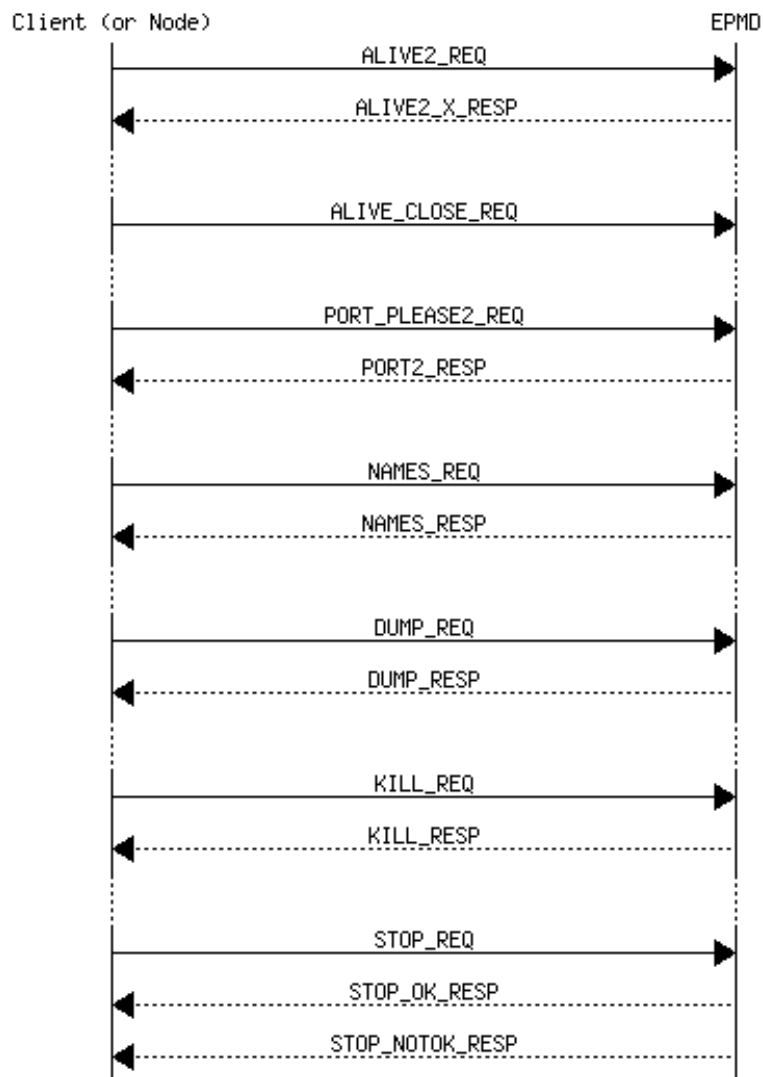 Client (or Node) EPMD
ALIVE2_REQ
ALIVE2_X_RESP
ALIVE_CLOSE_REQ
PORT_PLEASE2_REQ
PORT2_RESP
NAMES_REQ
NAMES_RESP
DUMP_REQ
DUMP_RESP
KILL_REQ
KILL_RESP
STOP_REQ
STOP_OK_RESP
STOP_NOTOK_RESP